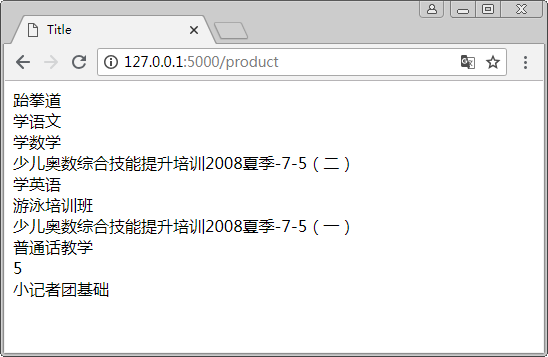 Title
127.0.0.1:5000/product
跆拳道
学语文
学数学
少儿奥数综合技能提升培训2008夏季-7-5（二）
学英语
游泳培训班
少儿奥数综合技能提升培训2008夏季-7-5（一）
普通话教学
5
小记者团基础